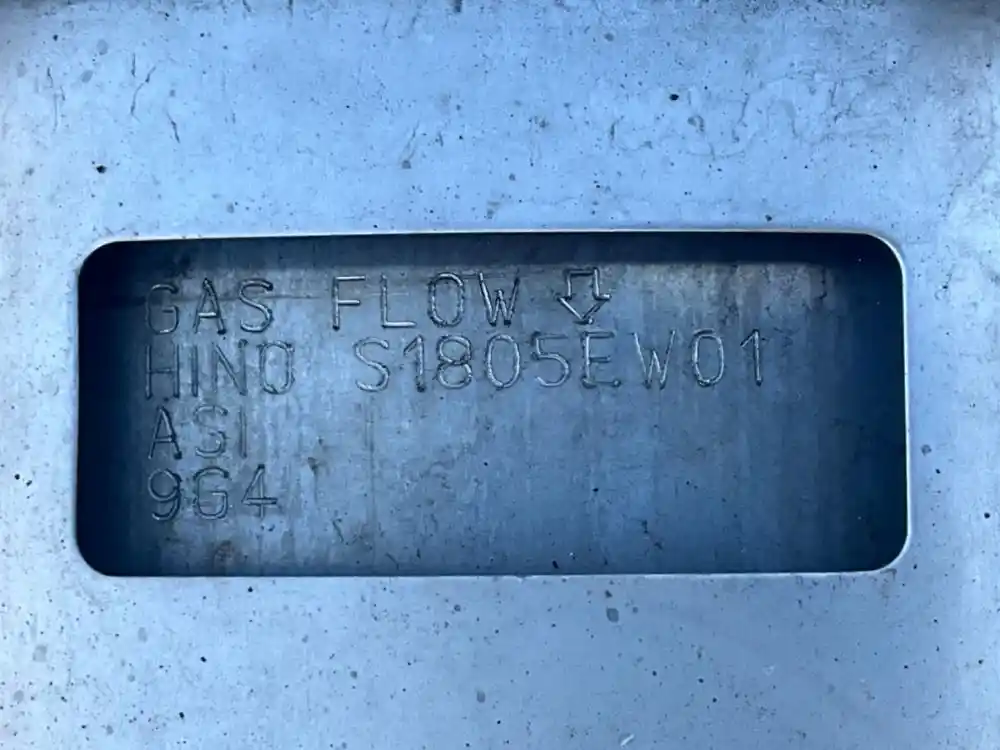 GAS FLOW ⇩
HINO S1805EW01
ASI
9G4